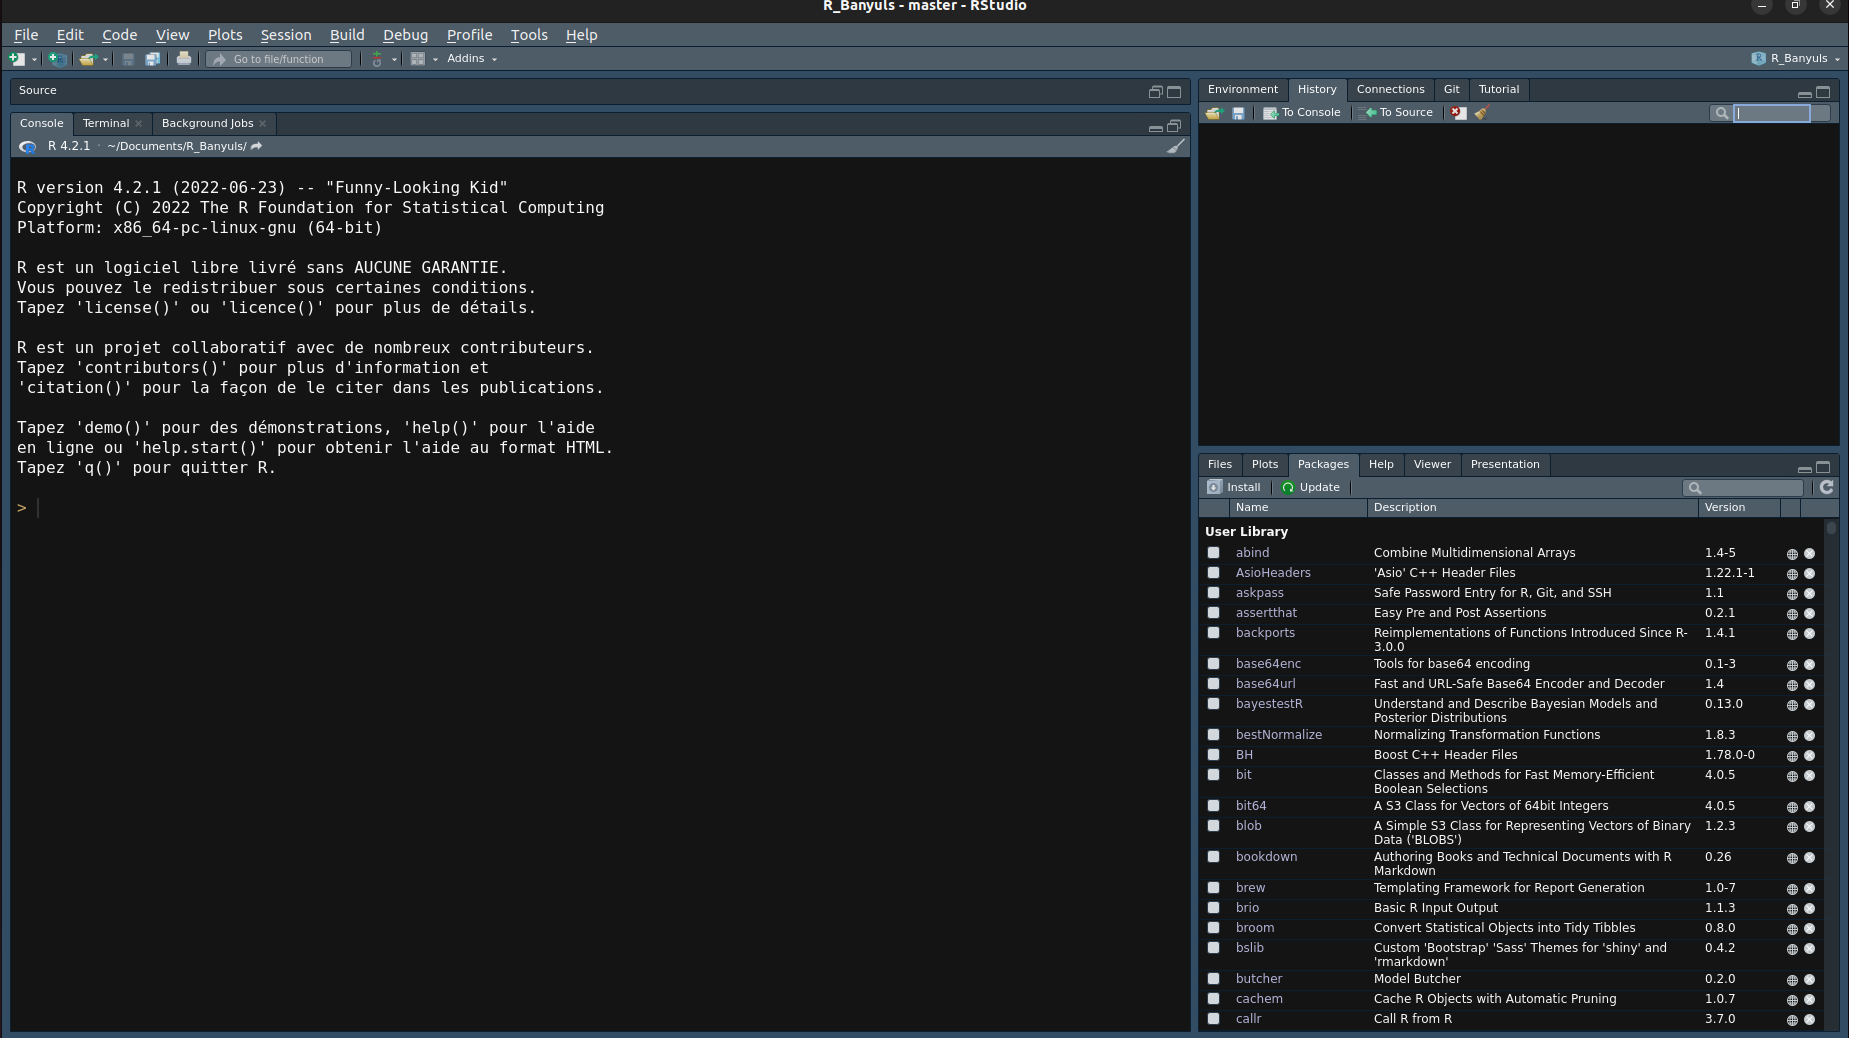 R_Banyuls - master - RStudio
File Edit Code View Plots Session Build Debug Profile Tools Help
Go to file/function Addins R_Banyuls
Source
Console Terminal Background Jobs
R 4.2.1 · ~/Documents/R_Banyuls/
R version 4.2.1 (2022-06-23) -- "Funny-Looking Kid"
Copyright (C) 2022 The R Foundation for Statistical Computing
Platform: x86_64-pc-linux-gnu (64-bit)
R est un logiciel libre livré sans AUCUNE GARANTIE.
Vous pouvez le redistribuer sous certaines conditions.
Tapez 'license()' ou 'licence()' pour plus de détails.
R est un projet collaboratif avec de nombreux contributeurs.
Tapez 'contributors()' pour plus d'information et
'citation()' pour la façon de le citer dans les publications.
Tapez 'demo()' pour des démonstrations, 'help()' pour l'aide
en ligne ou 'help.start()' pour obtenir l'aide au format HTML.
Tapez 'q()' pour quitter R.
>
Environment History Connections Git Tutorial
To Console To Source
Files Plots Packages Help Viewer Presentation
Install Update
Name Description Version
User Library
abind Combine Multidimensional Arrays 1.4-5
AsioHeaders 'Asio' C++ Header Files 1.22.1-1
askpass Safe Password Entry for R, Git, and SSH 1.1
assertthat Easy Pre and Post Assertions 0.2.1
backports Reimplementations of Functions Introduced Since R- 1.4.1
3.0.0
base64enc Tools for base64 encoding 0.1-3
base64url Fast and URL-Safe Base64 Encoder and Decoder 1.4
bayestestR Understand and Describe Bayesian Models and 0.13.0
Posterior Distributions
bestNormalize Normalizing Transformation Functions 1.8.3
BH Boost C++ Header Files 1.78.0-0
bit Classes and Methods for Fast Memory-Efficient 4.0.5
Boolean Selections
bit64 A S3 Class for Vectors of 64bit Integers 4.0.5
blob A Simple S3 Class for Representing Vectors of Binary 1.2.3
Data ('BLOBS')
bookdown Authoring Books and Technical Documents with R 0.26
Markdown
brew Templating Framework for Report Generation 1.0-7
brio Basic R Input Output 1.1.3
broom Convert Statistical Objects into Tidy Tibbles 0.8.0
bslib Custom 'Bootstrap' 'Sass' Themes for 'shiny' and 0.4.2
'rmarkdown'
butcher Model Butcher 0.2.0
cachem Cache R Objects with Automatic Pruning 1.0.7
callr Call R from R 3.7.0